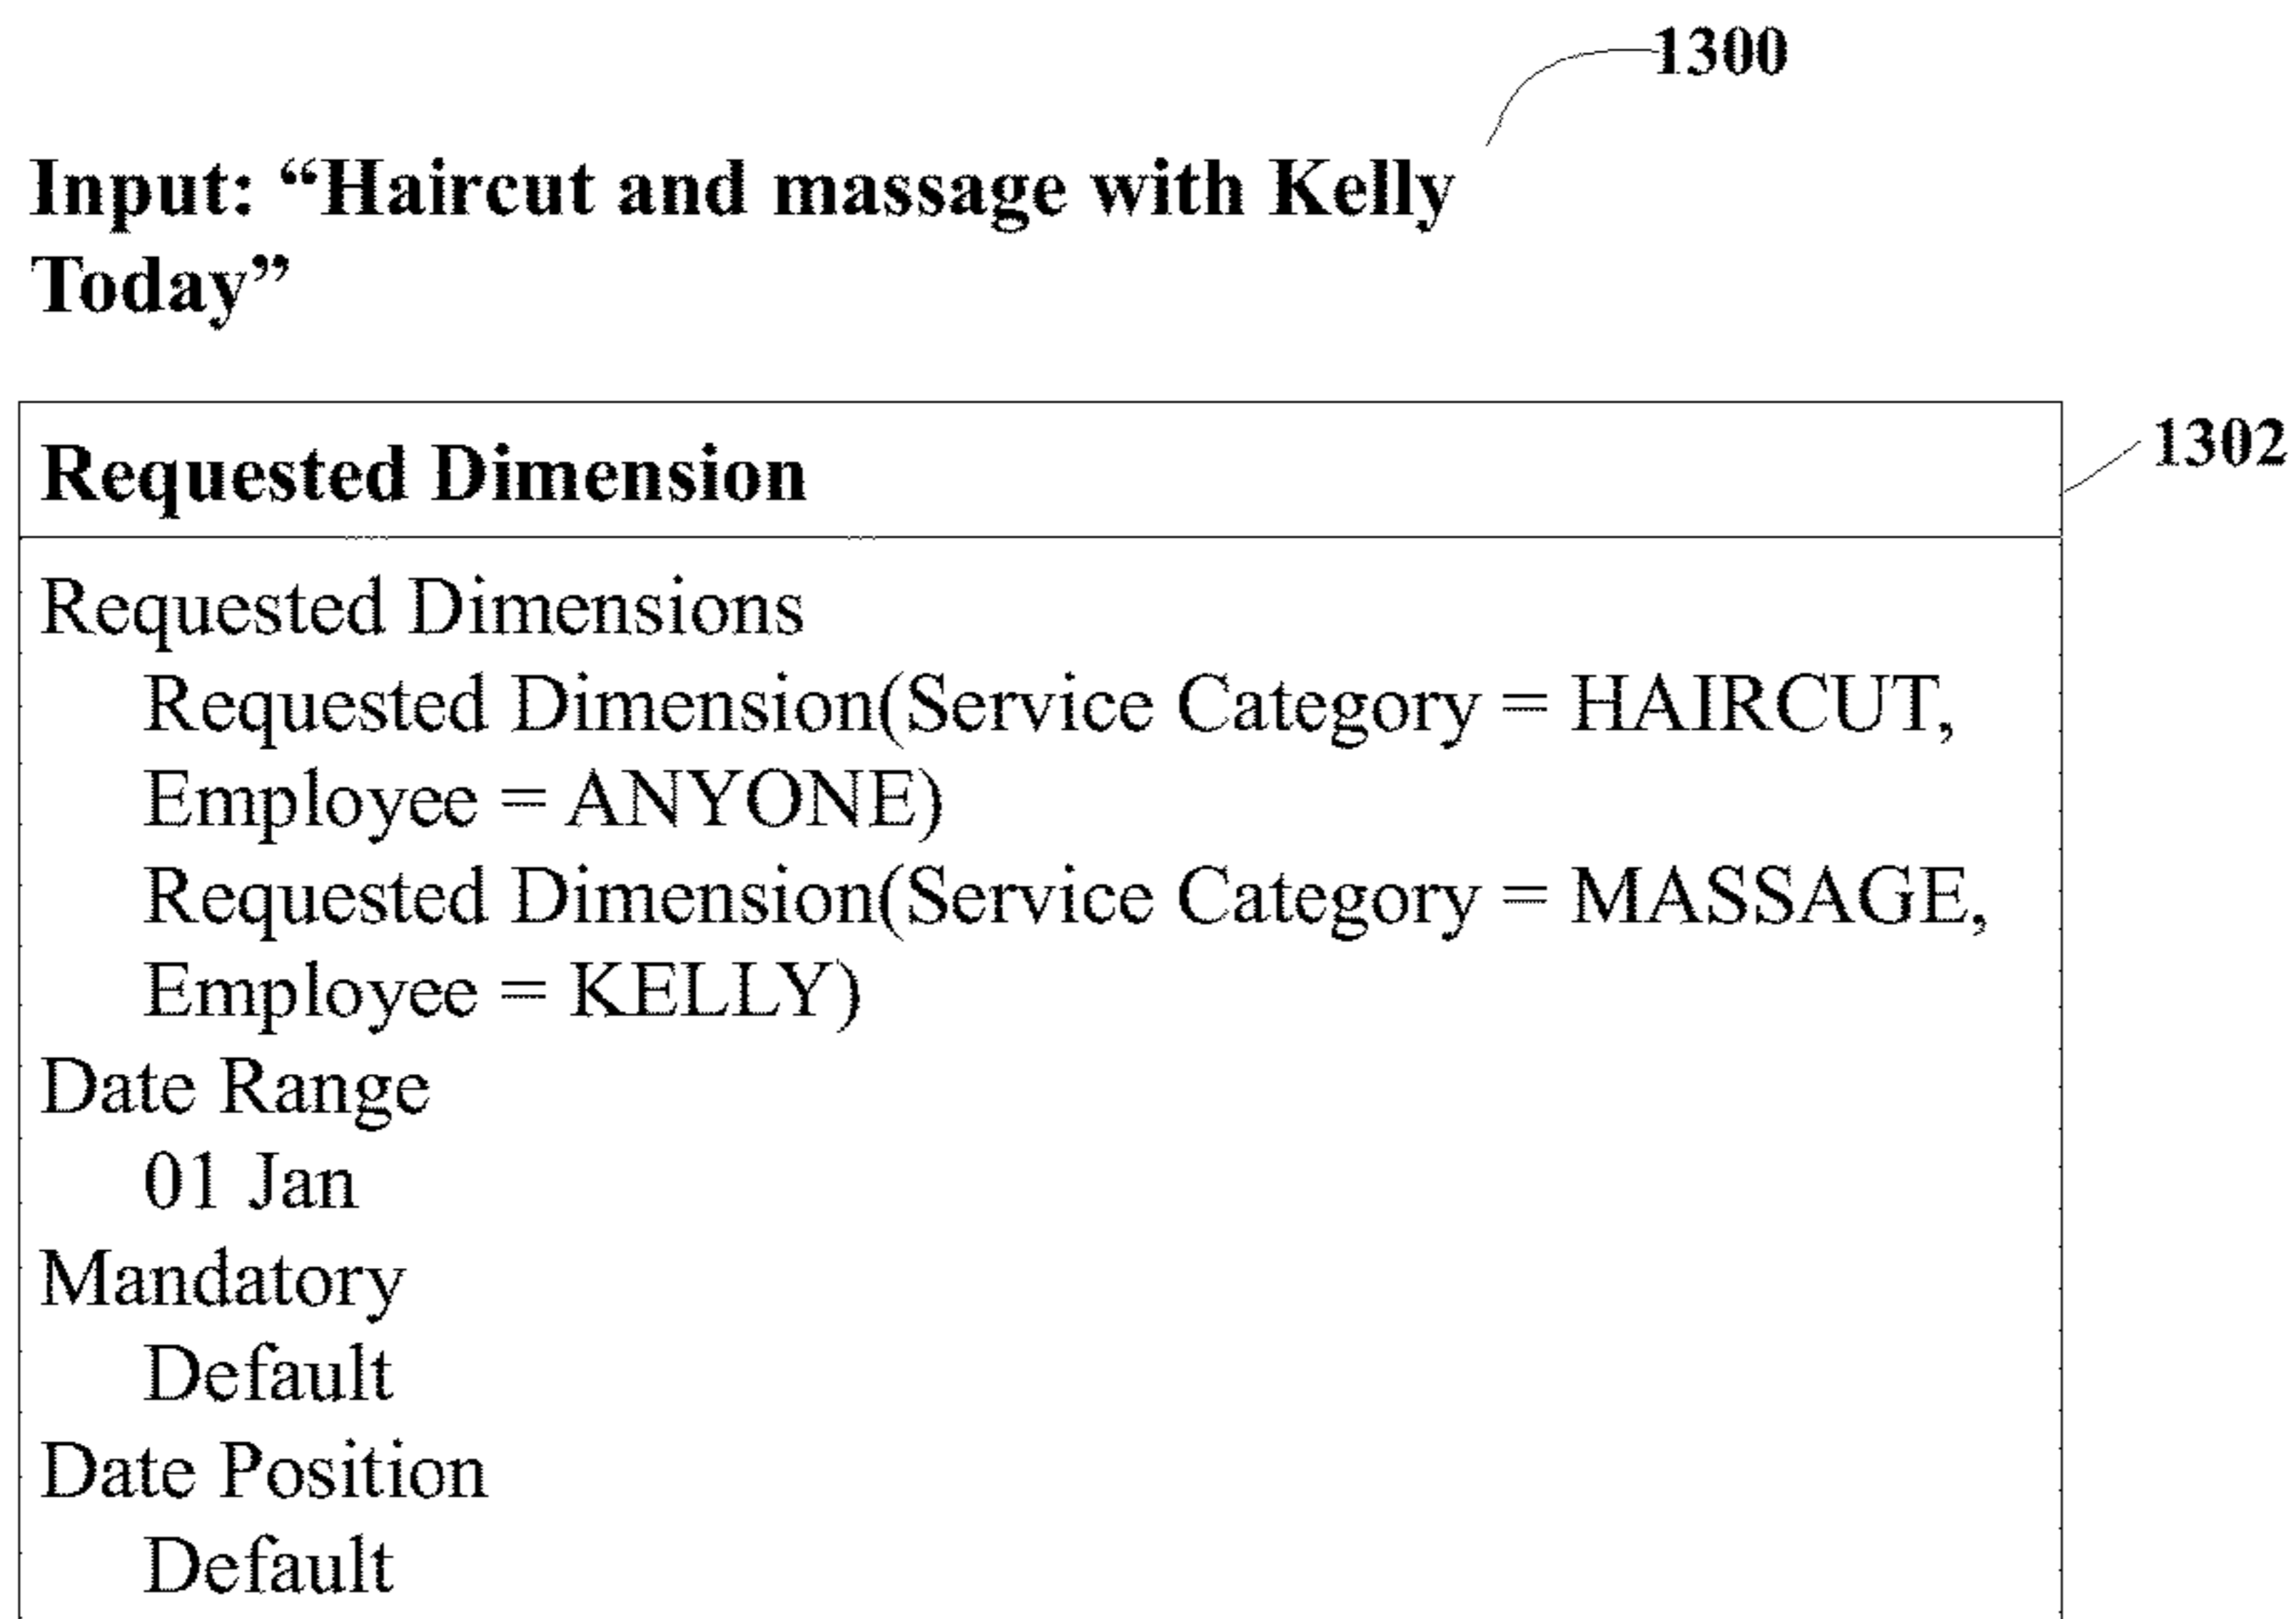 1300
Input: “Haircut and massage with Kelly
Today”
1302
Requested Dimension
Requested Dimensions
Requested Dimension(Service Category = HAIRCUT,
Employee = ANYONE)
Requested Dimension(Service Category = MASSAGE,
Employee = KELLY)
Date Range
01 Jan
Mandatory
Default
Date Position
Default